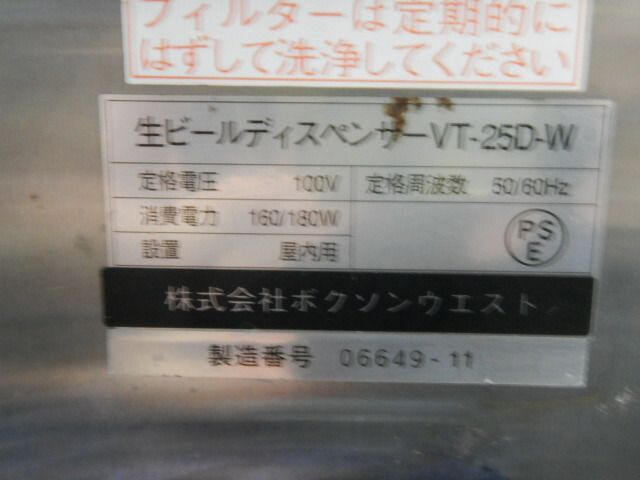 フィルターは定期的に
はずして洗浄してください
生ビールディスペンサーVT-25D-W
定格電圧 100V 定格周波数 50/60Hz
消費電力 160/180W
設置 屋内用
PSE
株式会社ボクソンウエスト
製造番号 06649-11